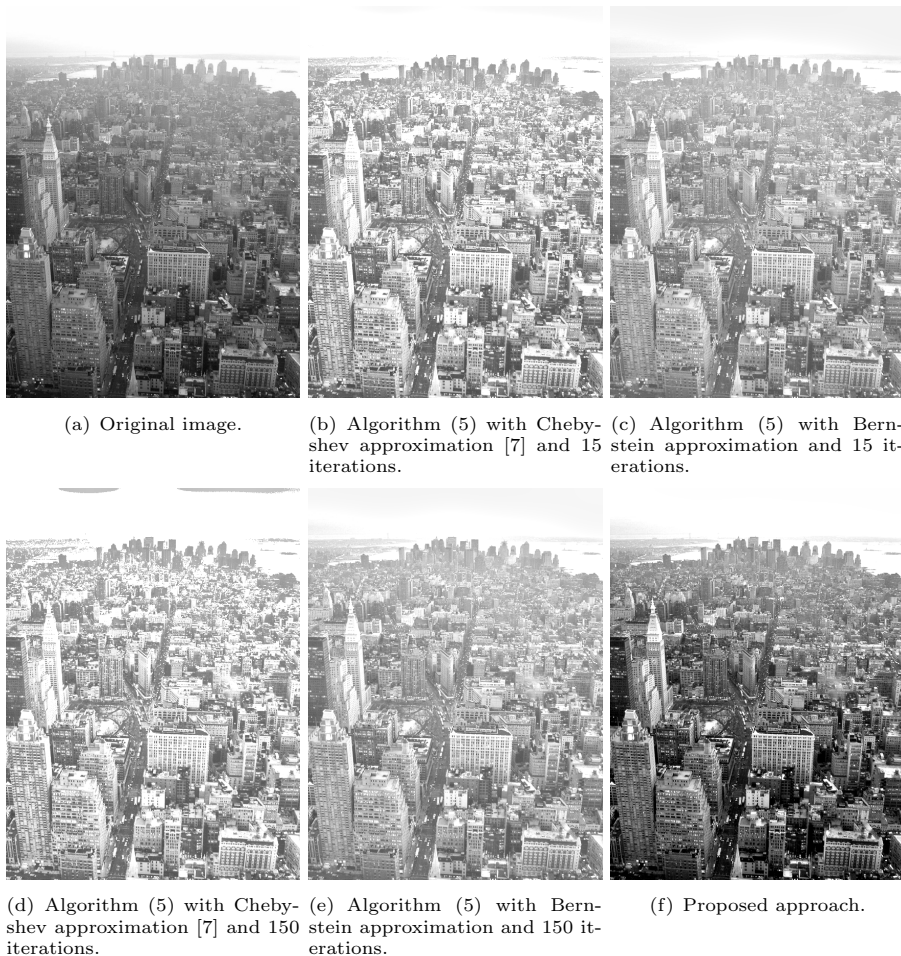 (a) Original image.
(b) Algorithm (5) with Cheby-
shev approximation [7] and 15
iterations.
(c) Algorithm (5) with Bern-
stein approximation and 15 it-
erations.
(d) Algorithm (5) with Cheby-
shev approximation [7] and 150
iterations.
(e) Algorithm (5) with Bern-
stein approximation and 150 it-
erations.
(f) Proposed approach.